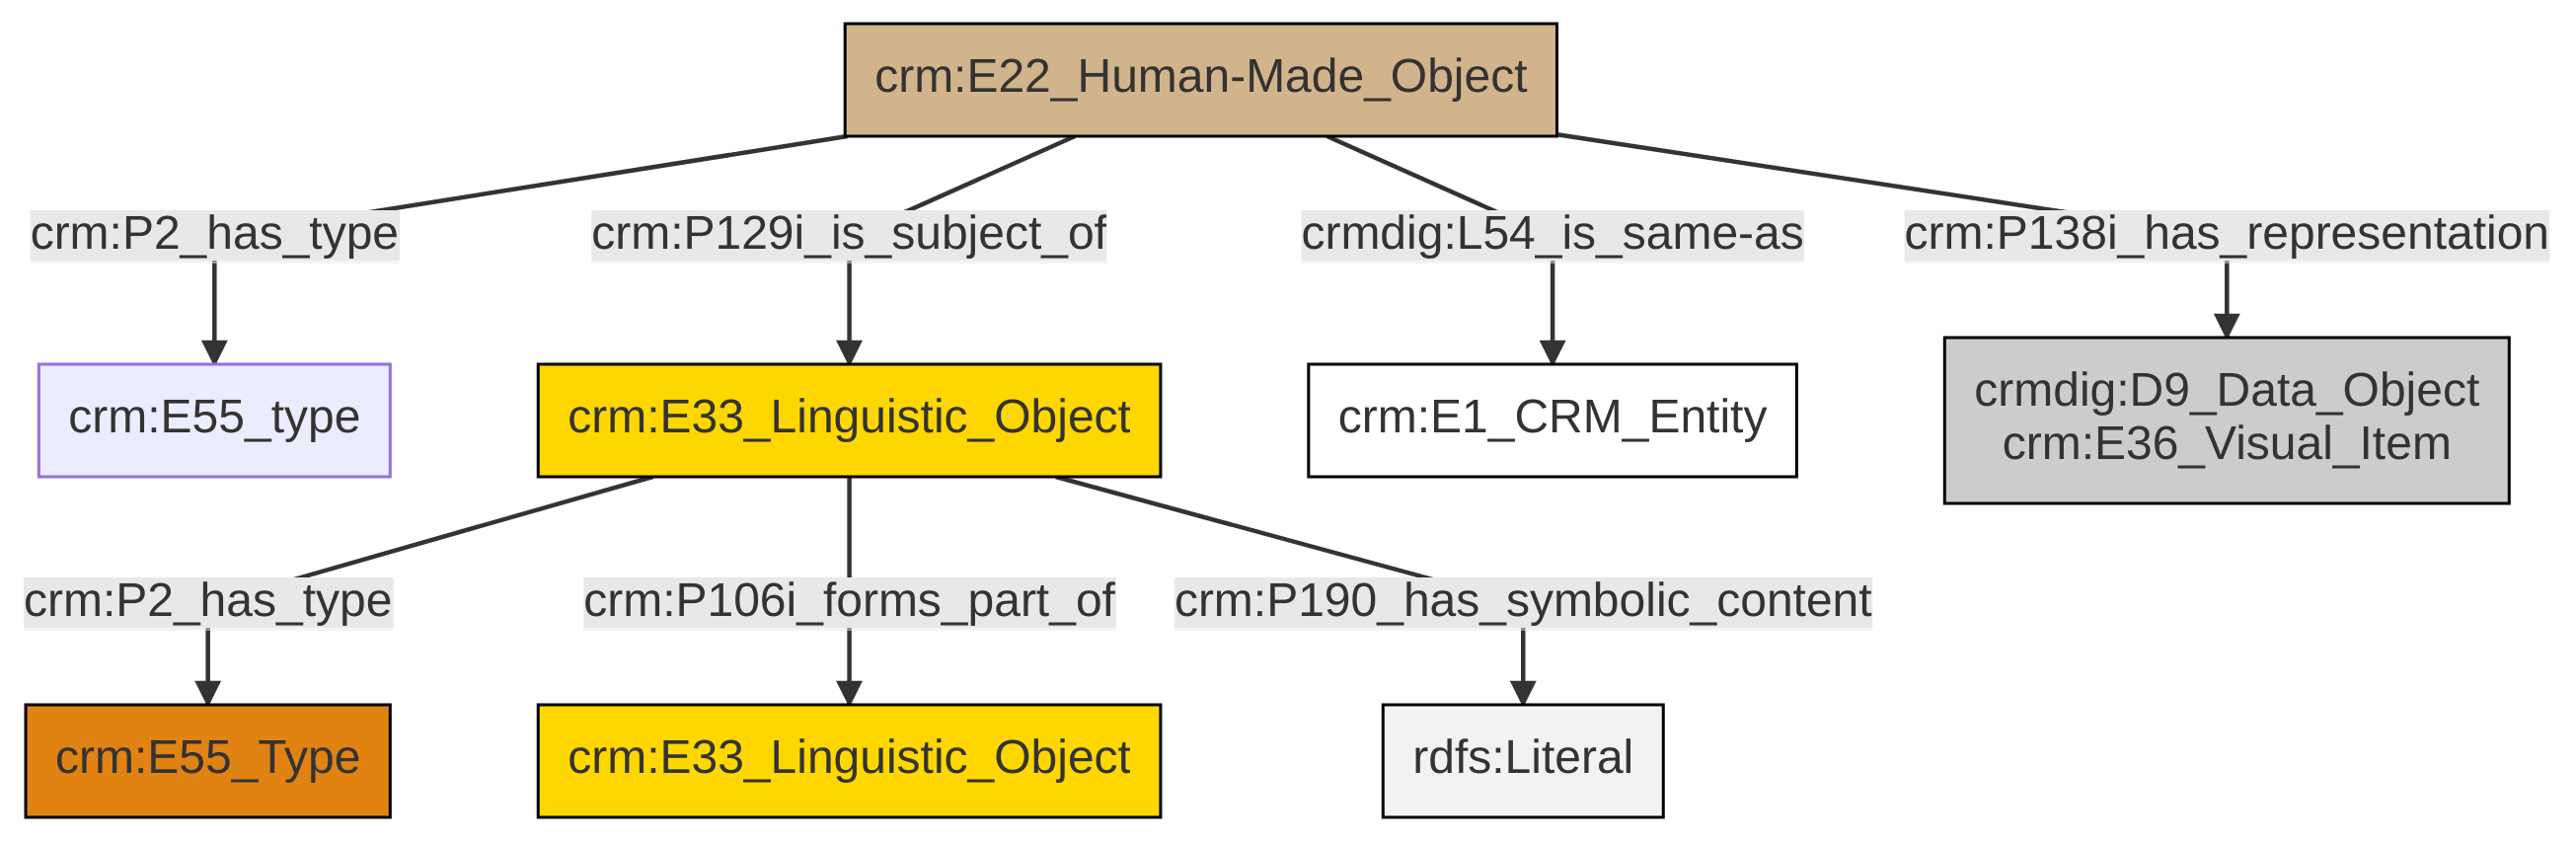 crm:E22_Human-Made_Object
crm:P2_has_type
crm:P129i_is_subject_of
crmdig:L54_is_same-as
crm:P138i_has_representation
crm:E55_type
crm:E33_Linguistic_Object
crm:E1_CRM_Entity
crmdig:D9_Data_Object
crm:E36_Visual_Item
crm:P2_has_type
crm:P106i_forms_part_of
crm:P190_has_symbolic_content
crm:E55_Type
crm:E33_Linguistic_Object
rdfs:Literal